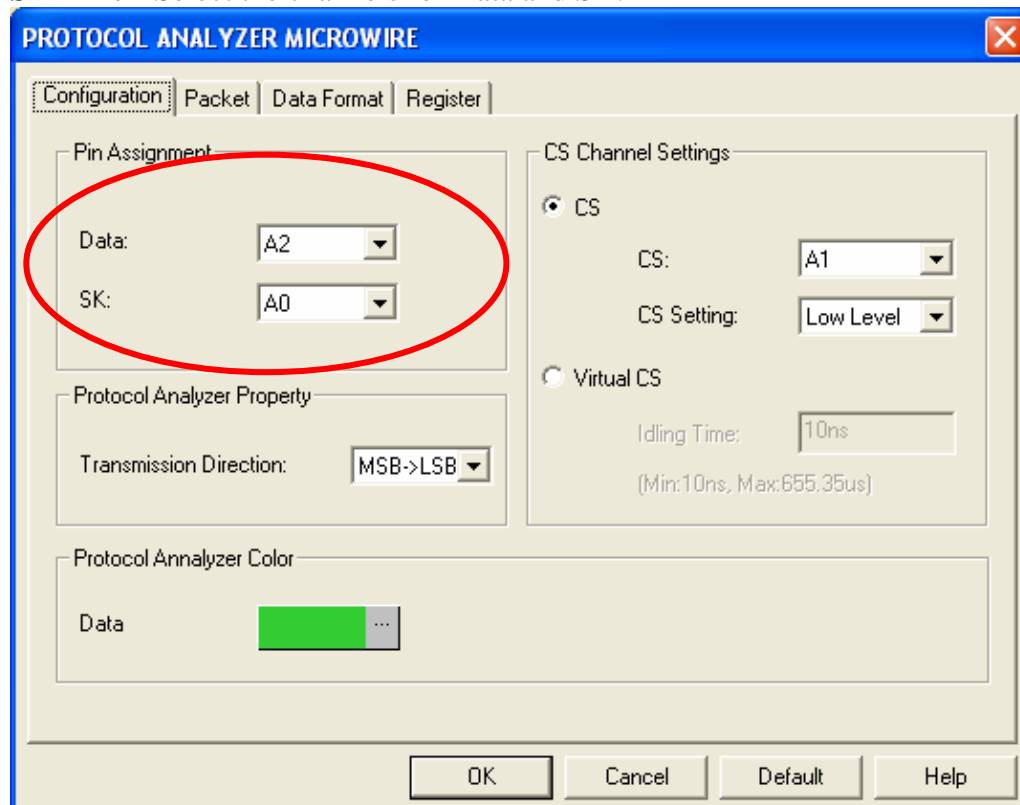 PROTOCOL ANALYZER MICROWIRE
Configuration Packet Data Format Register
Pin Assignment
Data: A2
SK: A0
CS Channel Settings
CS
CS: A1
CS Setting: Low Level
Virtual CS
Idling Time: 10ns
(Min:10ns, Max:655.35us)
Protocol Analyzer Property
Transmission Direction: MSB->LSB
Protocol Annalyzer Color
Data ...
OK Cancel Default Help